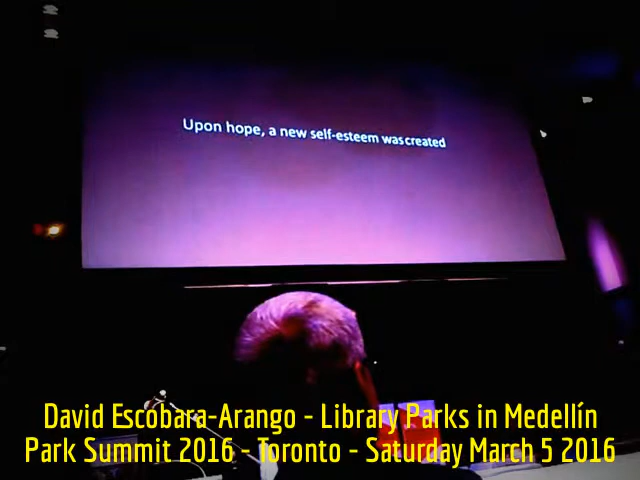 Upon hope, a new self-esteem was created
David Escobara-Arango - Library Parks in Medellín
Park Summit 2016 - Toronto - Saturday March 5 2016